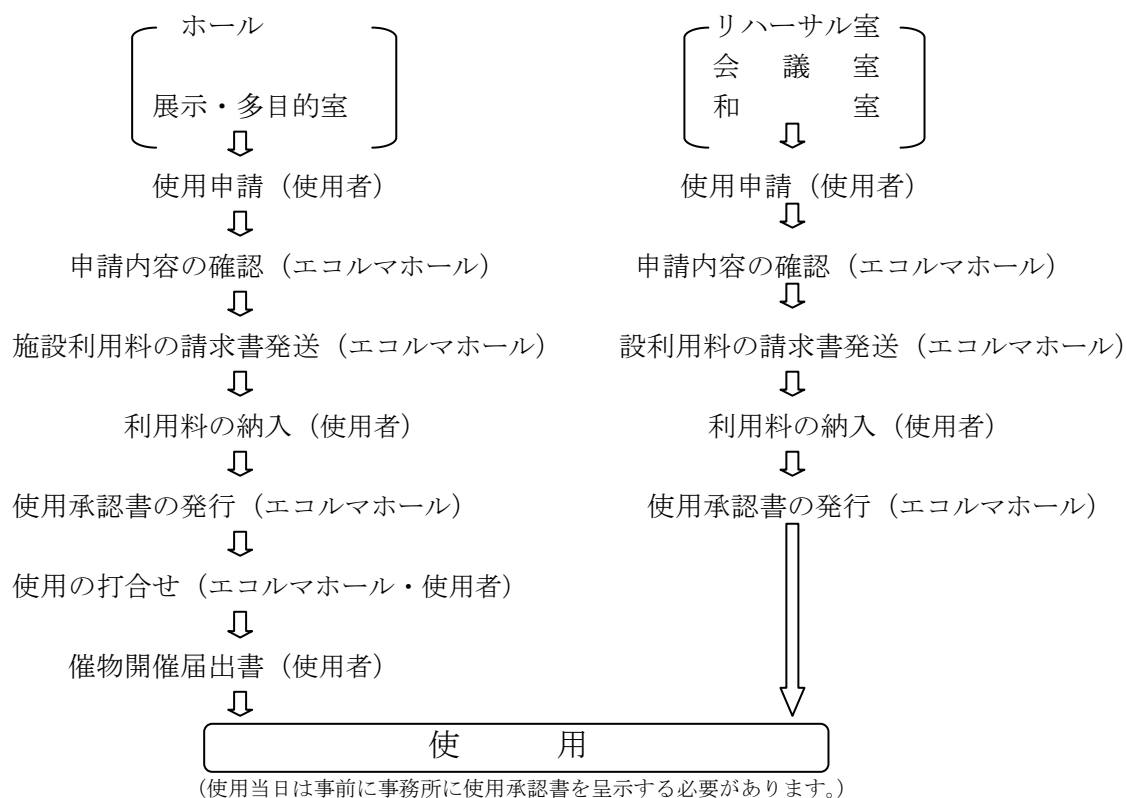 ホール
展示・多目的室
使用申請（使用者）
申請内容の確認（エコルマホール）
施設利用料の請求書発送（エコルマホール）
利用料の納入（使用者）
使用承認書の発行（エコルマホール）
使用の打合せ（エコルマホール・使用者）
催物開催届出書（使用者）
リハーサル室
会　議　室
和　　　室
使用申請（使用者）
申請内容の確認（エコルマホール）
設利用料の請求書発送（エコルマホール）
利用料の納入（使用者）
使用承認書の発行（エコルマホール）
使　　用
（使用当日は事前に事務所に使用承認書を呈示する必要があります。）